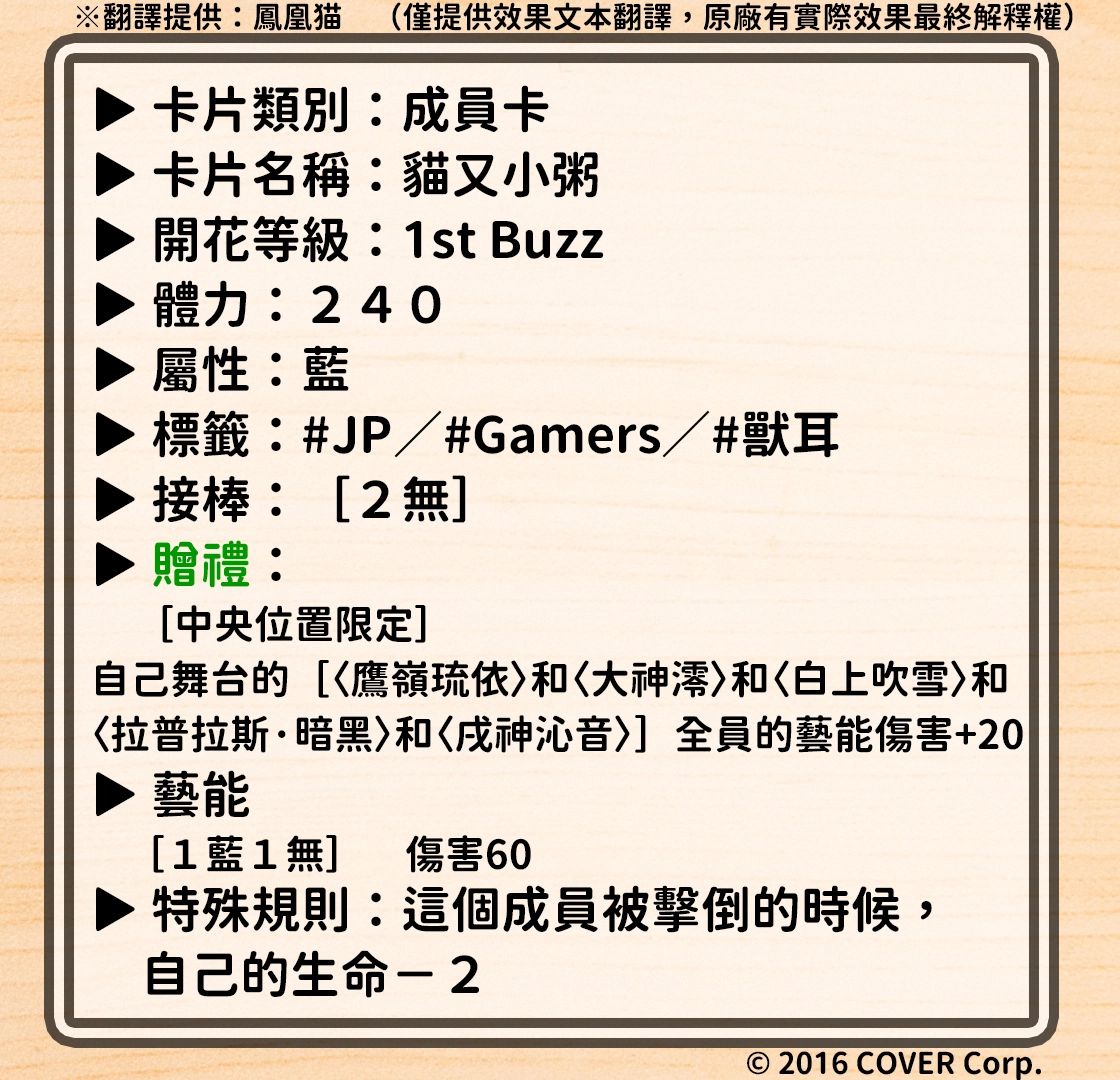 ※翻譯提供：鳳凰猫　（僅提供效果文本翻譯，原廠有實際效果最終解釋權）
▶ 卡片類別：成員卡
▶ 卡片名稱：貓又小粥
▶ 開花等級：1st Buzz
▶ 體力：２４０
▶ 屬性：藍
▶ 標籤：#JP／#Gamers／#獸耳
▶ 接棒：［２無］
▶ 贈禮：
［中央位置限定］
自己舞台的［〈鷹嶺琉依〉和〈大神澪〉和〈白上吹雪〉和
〈拉普拉斯·暗黑〉和〈戌神沁音〉］全員的藝能傷害+20
▶ 藝能
［１藍１無］　傷害60
▶ 特殊規則：這個成員被擊倒的時候，
自己的生命－２
© 2016 COVER Corp.